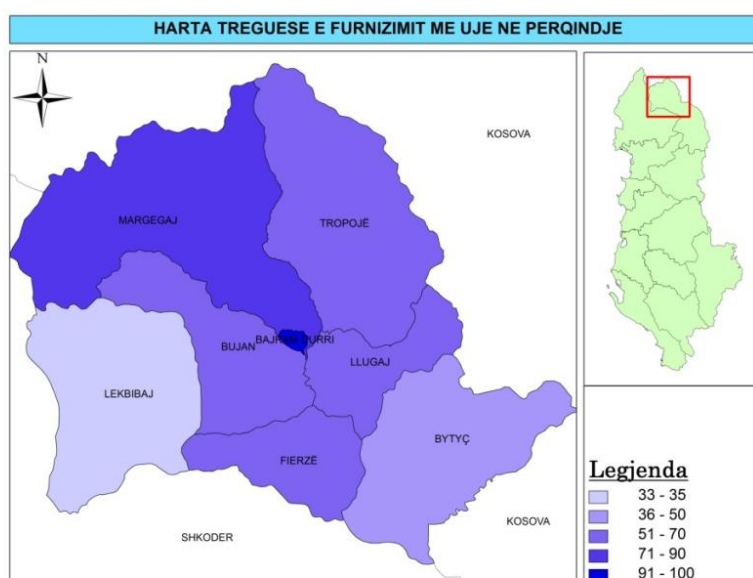 HARTA TREGUESE E FURNIZIMIT ME UJE NE PERQINDJE
N
KOSOVA
MARGEGAJ
TROPOJË
BAJRAM CURRI
BUJAN
LLUGAJ
LEKBIBAJ
BYTYÇ
FIERZË
KOSOVA
SHKODER
Legjenda
33 - 35
36 - 50
51 - 70
71 - 90
91 - 100